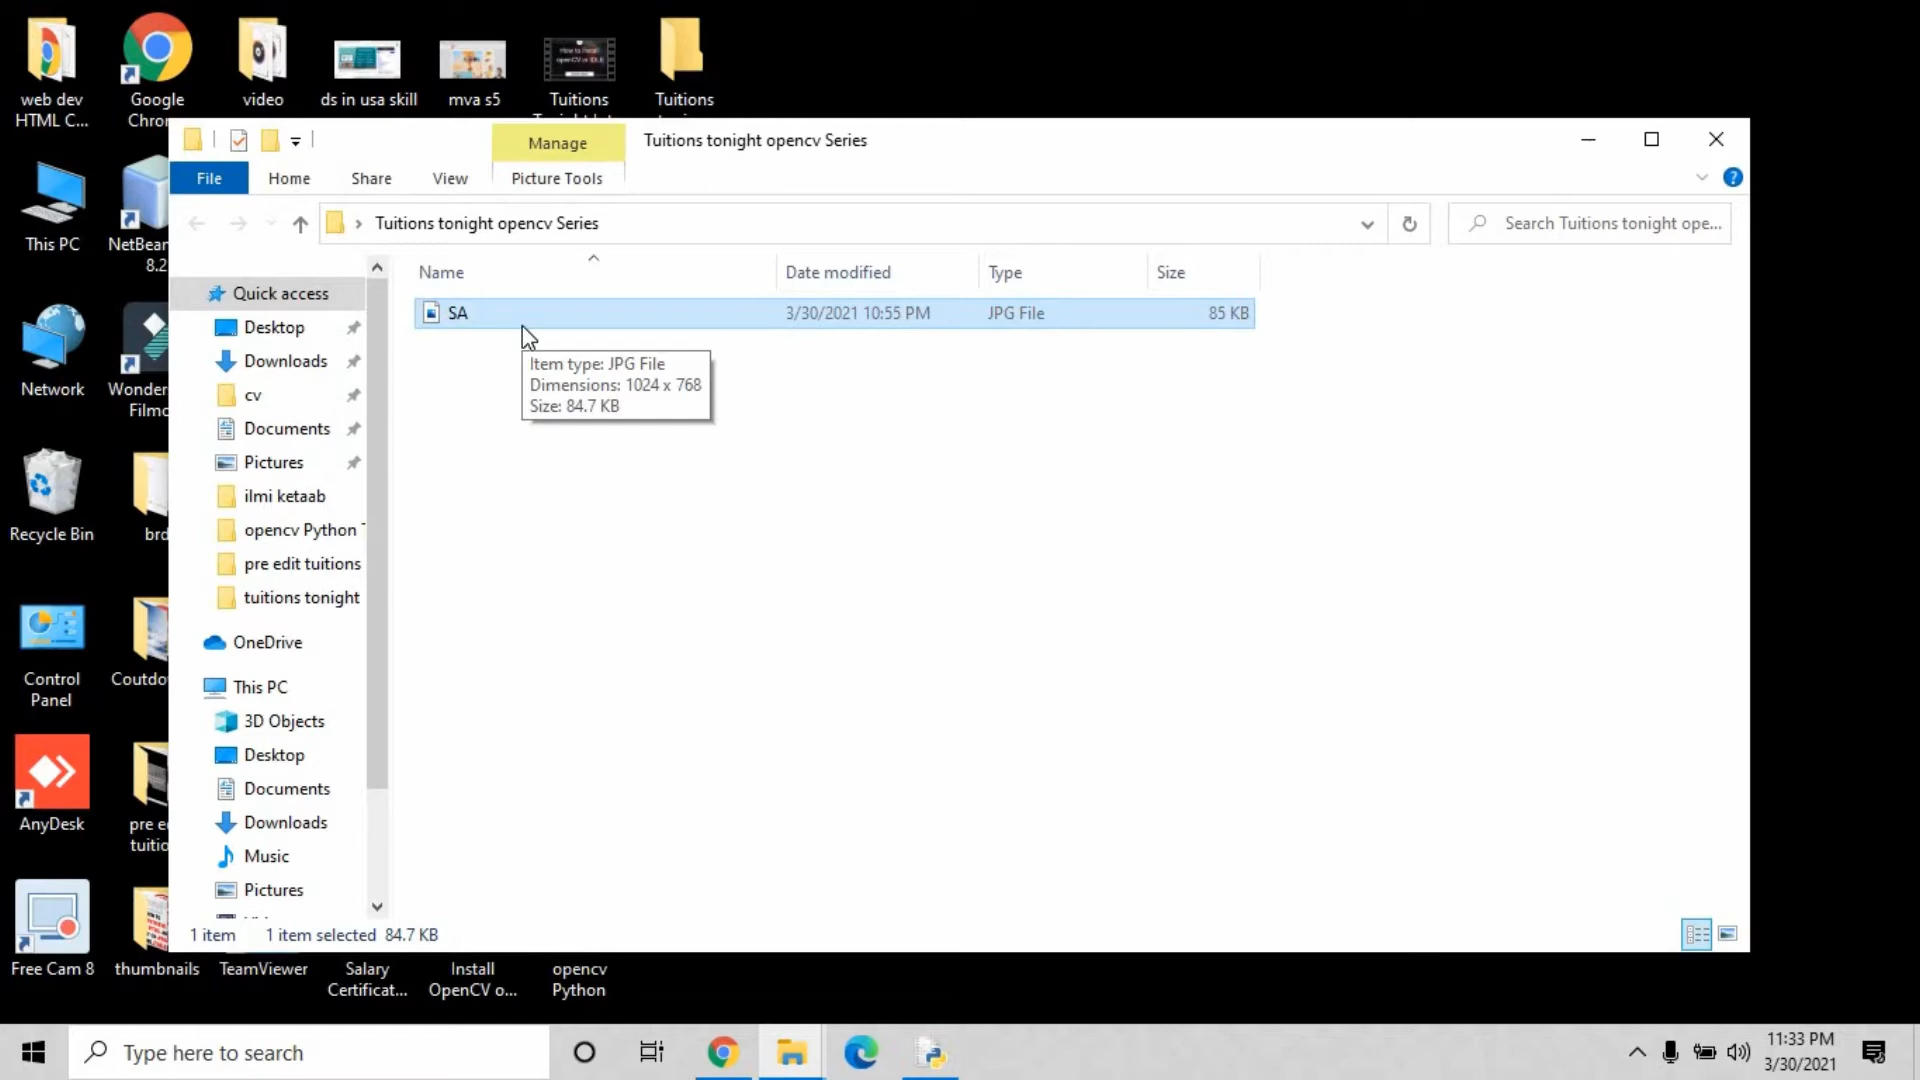 web dev
HTML C...
Google
Chro
video
ds in usa skill
mva s5
Tuitions
Tuitions
This PC
NetBean
8.2
Network
Wonder
Filmo
Recycle Bin
brd
Control
Panel
Coutdo
AnyDesk
pre e
tuitio
Free Cam 8
thumbnails
TeamViewer
Salary
Certificat...
Install
OpenCV o...
opencv
Python
How to Install
openCV in IDLE
Manage
Tuitions tonight opencv Series
File
Home
Share
View
Picture Tools
?
Tuitions tonight opencv Series
Search Tuitions tonight ope...
Name
Date modified
Type
Size
SA
3/30/2021 10:55 PM
JPG File
85 KB
Item type: JPG File
Dimensions: 1024 x 768
Size: 84.7 KB
Quick access
Desktop
Downloads
cv
Documents
Pictures
ilmi ketaab
opencv Python
pre edit tuitions
tuitions tonight
OneDrive
This PC
3D Objects
Desktop
Documents
Downloads
Music
Pictures
1 item
1 item selected 84.7 KB
Type here to search
11:33 PM
3/30/2021